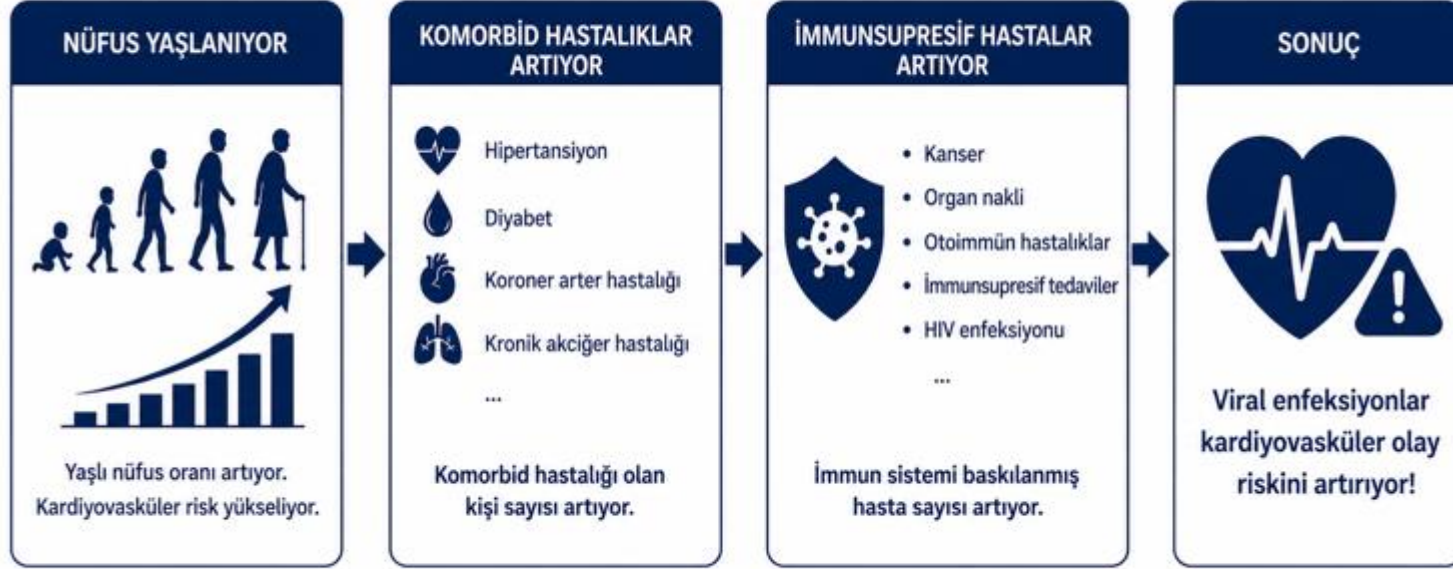 NÜFUS YAŞLANIYOR
Yaşlı nüfus oranı artıyor.
Kardiyovasküler risk yükseliyor.
KOMORBİD HASTALIKLAR
ARTIYOR
Hipertansiyon
Diyabet
Koroner arter hastalığı
Kronik akciğer hastalığı
...
Komorbid hastalığı olan
kişi sayısı artıyor.
İMMUNSUPRESİF HASTALAR
ARTIYOR
• Kanser
• Organ nakli
• Otoimmün hastalıklar
• İmmunsupresif tedaviler
• HIV enfeksiyonu
...
İmmun sistemi baskılanmış
hasta sayısı artıyor.
SONUÇ
!
Viral enfeksiyonlar
kardiyovasküler olay
riskini artırıyor!